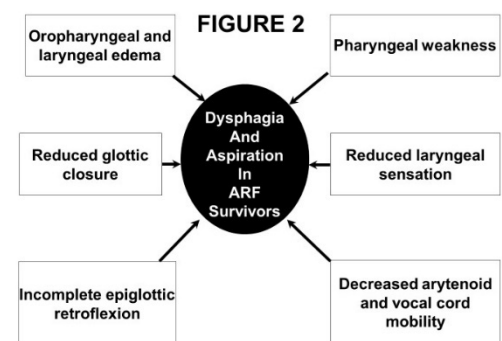 FIGURE 2
Oropharyngeal and
laryngeal edema
Pharyngeal weakness
Reduced glottic
closure
Dysphagia
And
Aspiration
In
ARF
Survivors
Reduced laryngeal
sensation
Incomplete epiglottic
retroflexion
Decreased arytenoid
and vocal cord
mobility